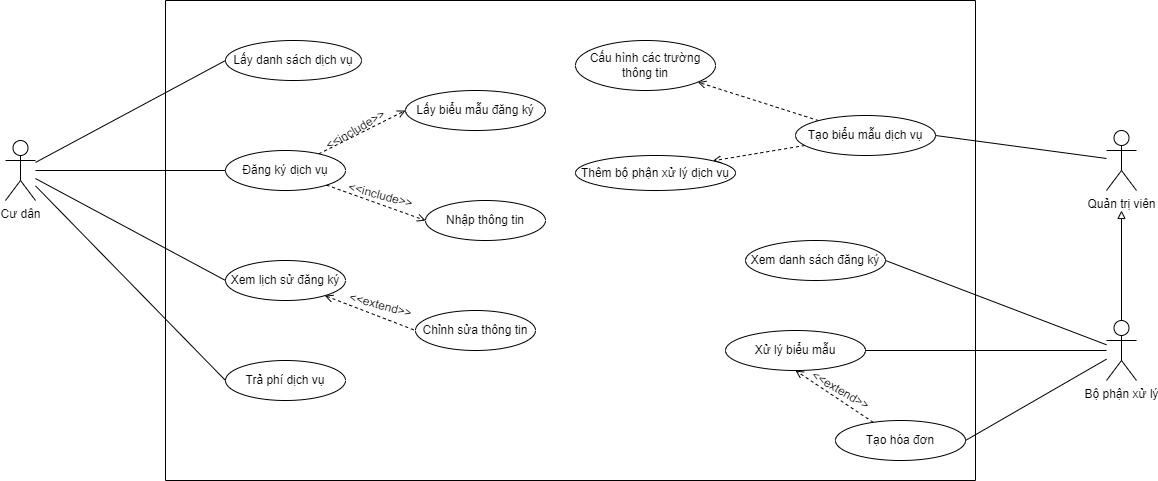 Lấy danh sách dịch vụ
Cấu hình các trường
thông tin
Lấy biểu mẫu đăng ký
<<include>>
Tạo biểu mẫu dịch vụ
Đăng ký dịch vụ
Thêm bộ phận xử lý dịch vụ
<<include>>
Cư dân
Quản trị viên
Nhập thông tin
Xem danh sách đăng ký
Xem lịch sử đăng ký
<<extend>>
Chỉnh sửa thông tin
Xử lý biểu mẫu
Trả phí dịch vụ
<<extend>>
Bộ phận xử lý
Tạo hóa đơn